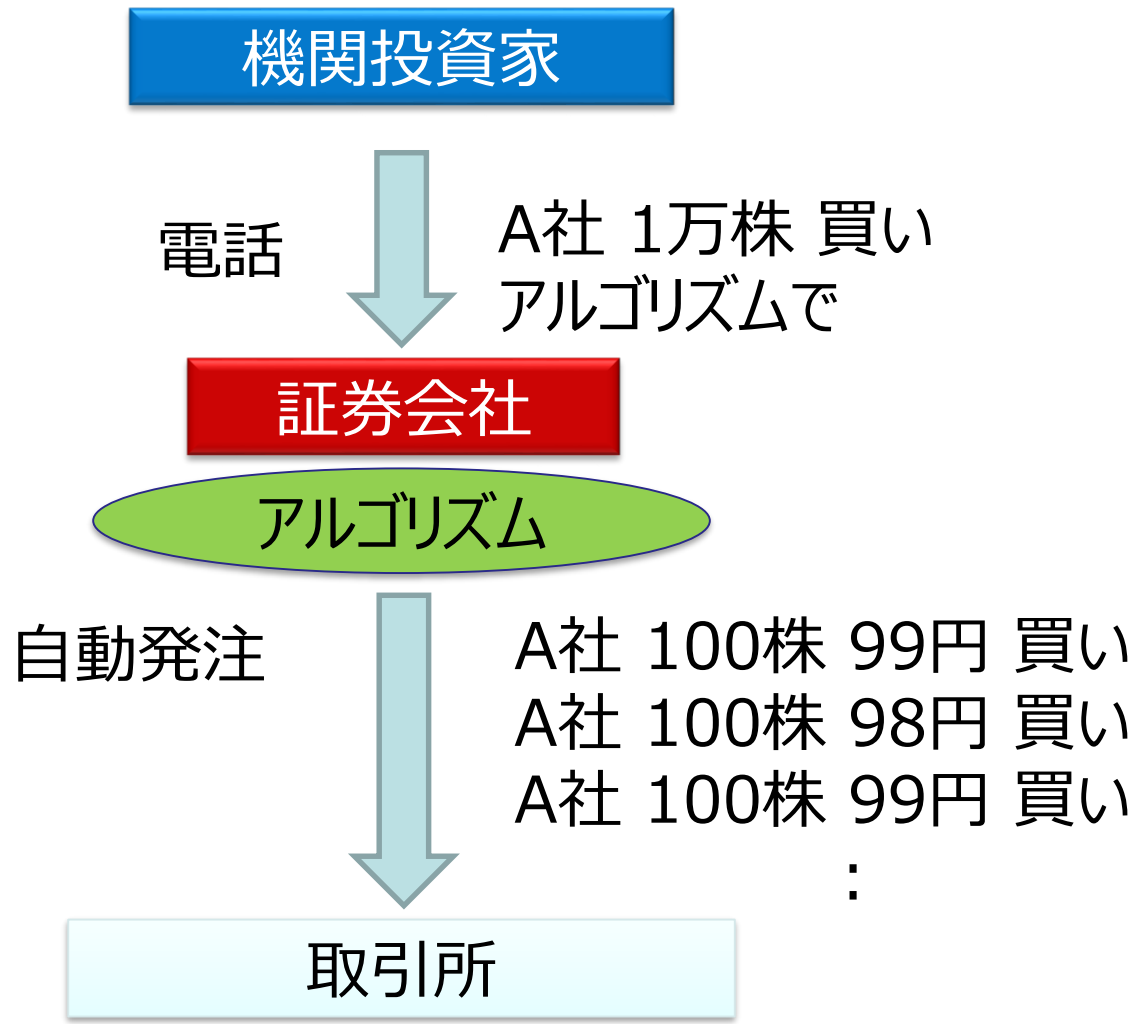 機関投資家
電話
A社 1万株 買い
アルゴリズムで
証券会社
アルゴリズム
自動発注
A社 100株 99円 買い
A社 100株 98円 買い
A社 100株 99円 買い
:
取引所